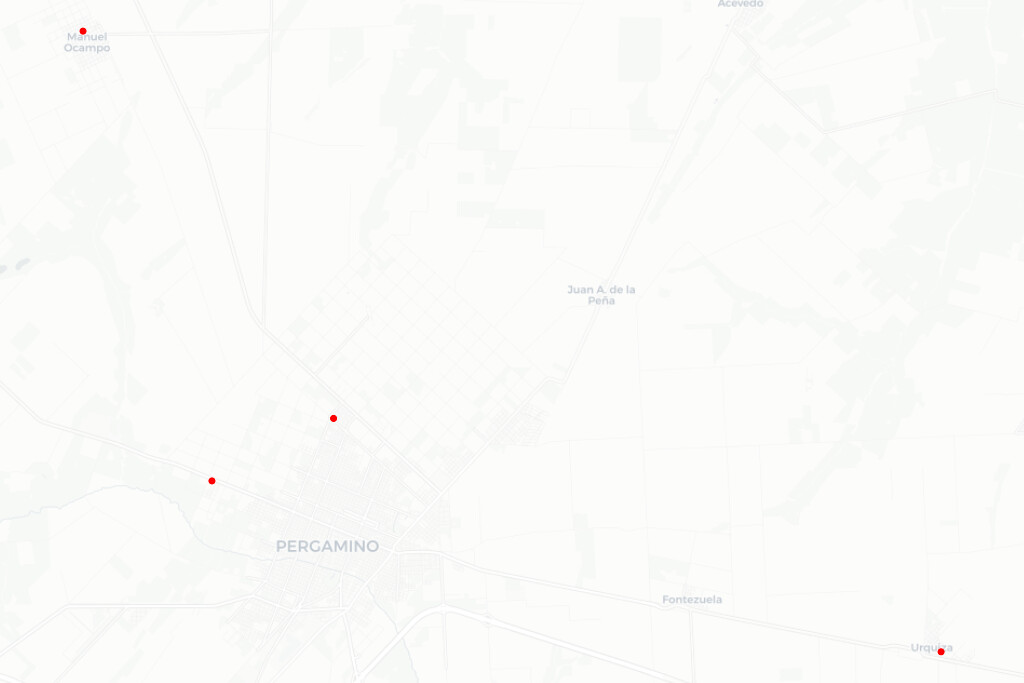 Acevedo
Manuel
Ocampo
Juan A. de la
Peña
PERGAMINO
Fontezuela
Urquiza